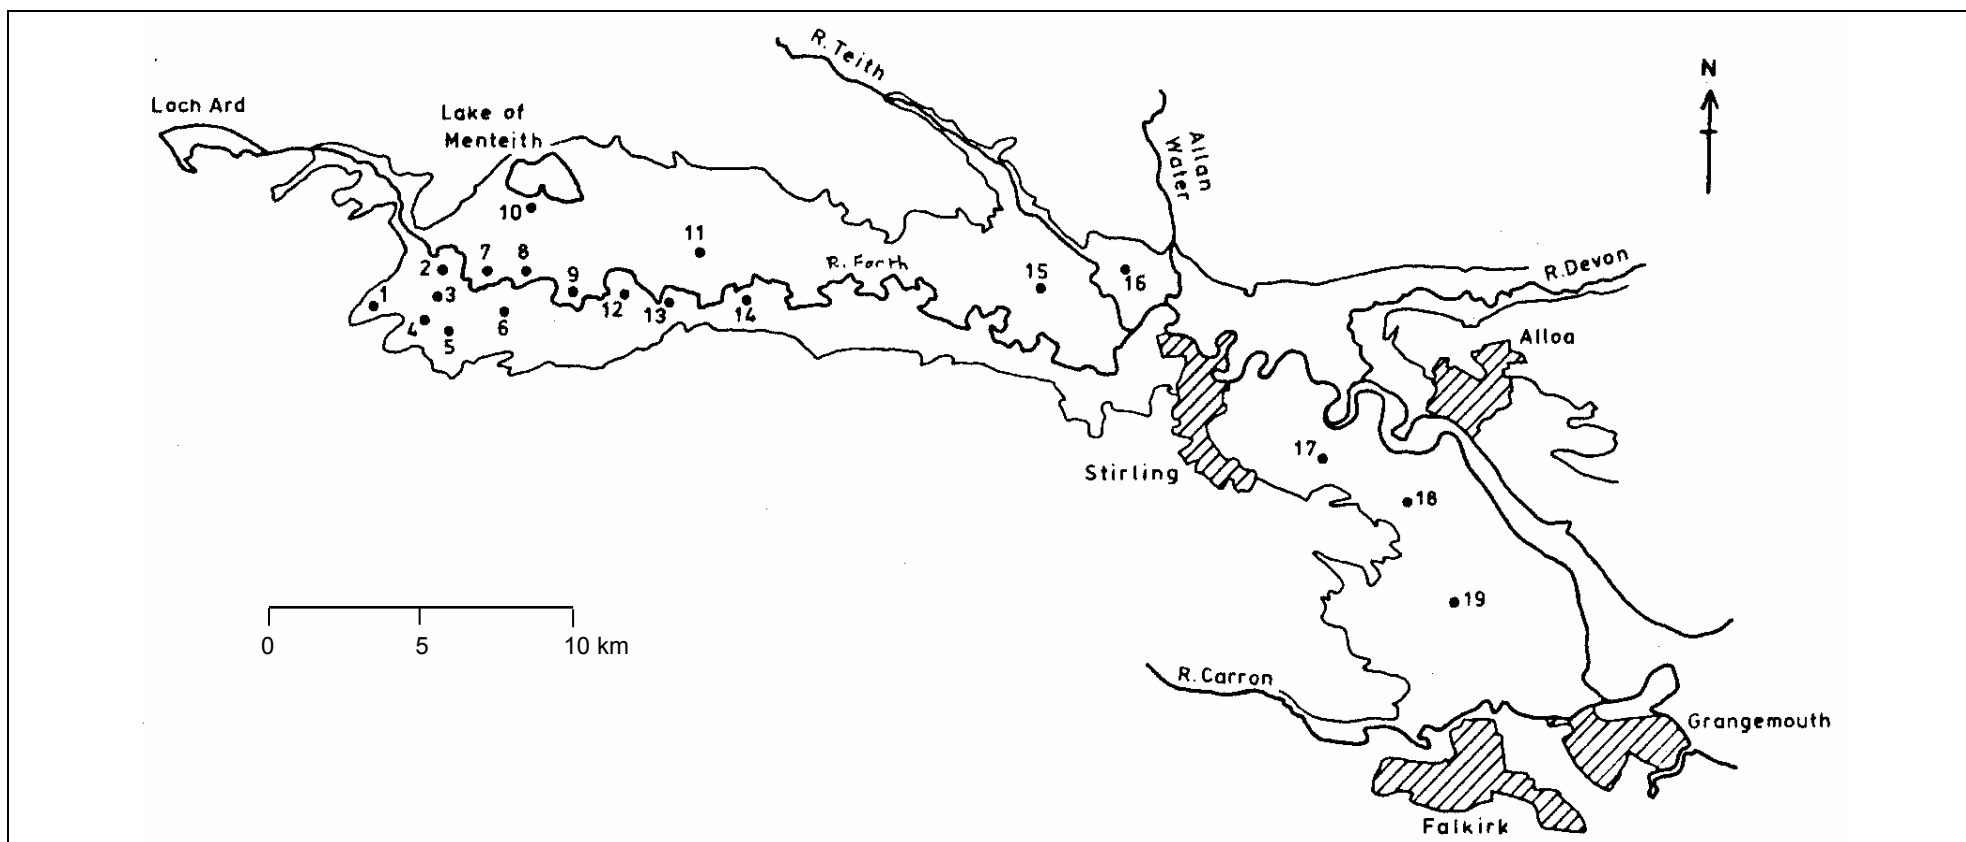 R. Teith
N
Loch Ard
Lake of
Menteith
Allan
Water
10
11
2
7
8
R. Forth
15
16
R. Devon
1
3
9
12
13
14
4
5
6
Alloa
17
Stirling
18
19
0
5
10 km
R. Carron
Grangemouth
Falkirk